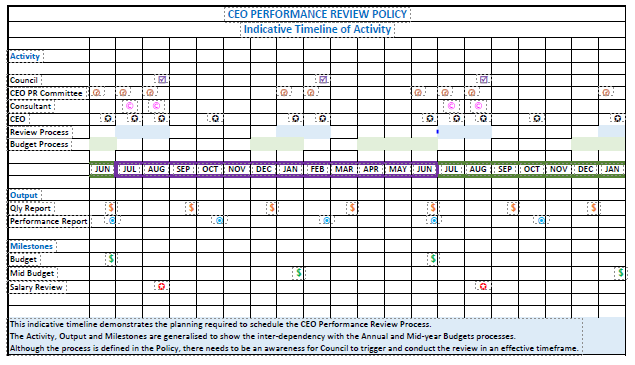 CEO PERFORMANCE REVIEW POLICY
Indicative Timeline of Activity
Activity
Council
CEO PR Committee
Consultant
CEO
Review Process
Budget Process
JUN JUL AUG SEP OCT NOV DEC JAN FEB MAR APR MAY JUN JUL AUG SEP OCT NOV DEC JAN
Output
Qly Report $ $ $ $ $ $ $
Performance Report
Milestones
Budget $ $
Mid Budget $ $
Salary Review
This indicative timeline demonstrates the planning required to schedule the CEO Performance Review Process.
The Activity, Output and Milestones are generalised to show the inter-dependency with the Annual and Mid-year Budgets processes.
Although the process is defined in the Policy, there needs to be an awareness for Council to trigger and conduct the review in an effective timeframe.